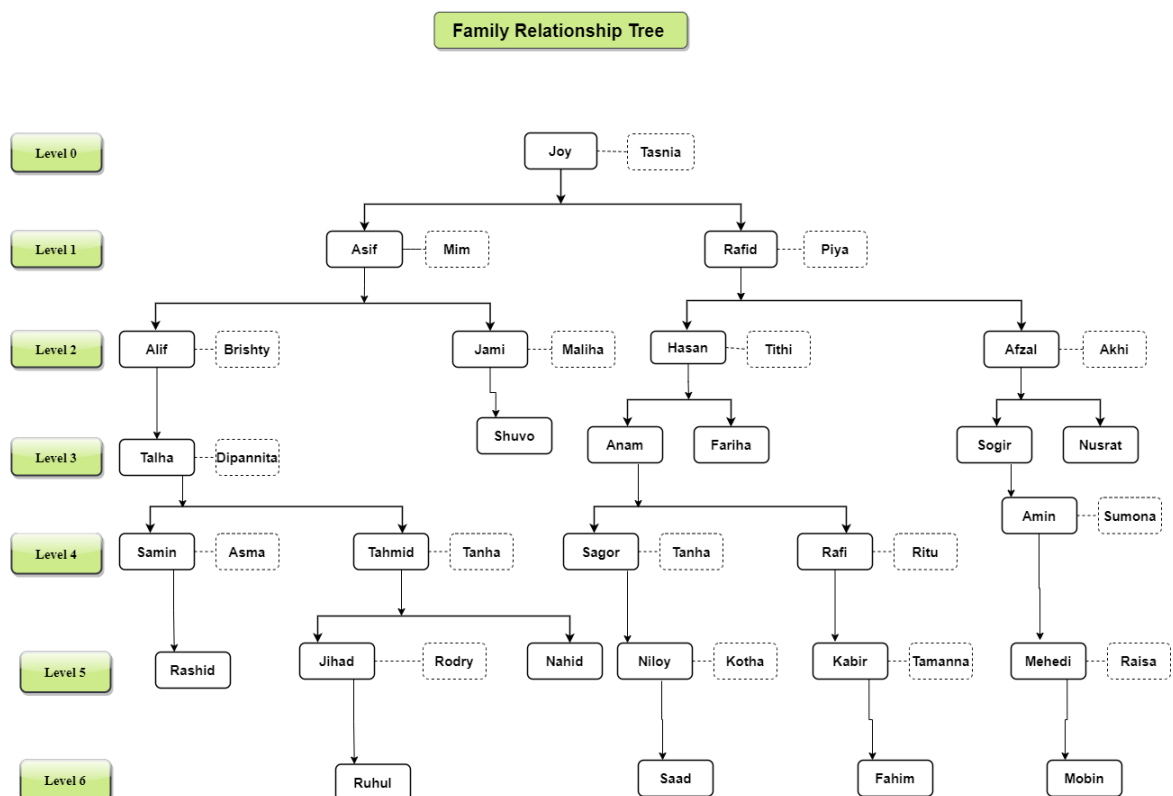 Family Relationship Tree
Level 0
Joy
Tasnia
Level 1
Asif
Mim
Rafid
Piya
Level 2
Alif
Brishty
Jami
Maliha
Hasan
Tithi
Afzal
Akhi
Shuvo
Level 3
Talha
Dipannita
Anam
Fariha
Sogir
Nusrat
Amin
Sumona
Level 4
Samin
Asma
Tahmid
Tanha
Sagor
Tanha
Rafi
Ritu
Level 5
Rashid
Jihad
Rodry
Nahid
Niloy
Kotha
Kabir
Tamanna
Mehedi
Raisa
Level 6
Ruhul
Saad
Fahim
Mobin